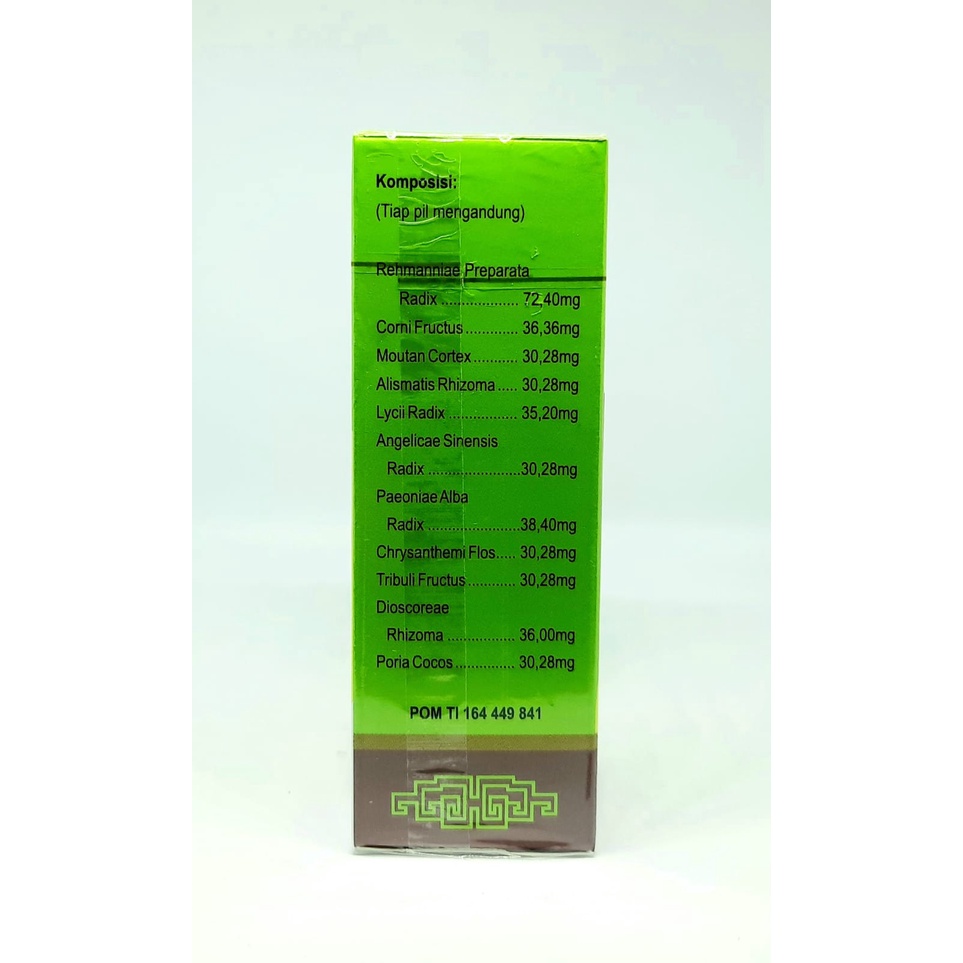 Komposisi:
(Tiap pil mengandung)
Rehmanniae Preparata
Radix ................... 72,40mg
Corni Fructus ............. 36,36mg
Moutan Cortex ........... 30,28mg
Alismatis Rhizoma ..... 30,28mg
Lycii Radix ................. 35,20mg
Angelicae Sinensis
Radix .......................30,28mg
Paeoniae Alba
Radix .......................38,40mg
Chrysanthemi Flos..... 30,28mg
Tribuli Fructus ............ 30,28mg
Dioscoreae
Rhizoma ................. 36,00mg
Poria Cocos ............... 30,28mg
POM TI 164 449 841